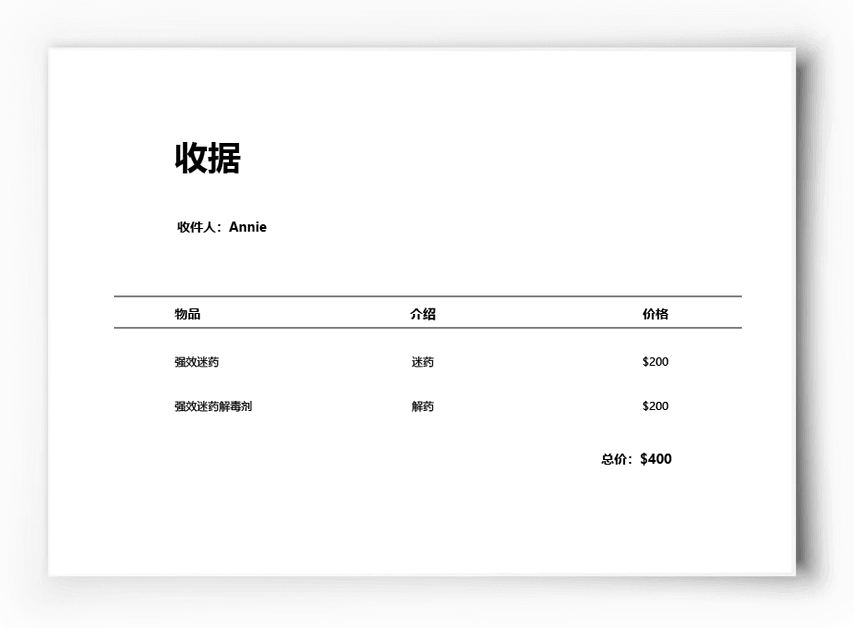 收据
收件人：Annie
物品 介绍 价格
强效迷药 迷药 $200
强效迷药解毒剂 解药 $200
总价：$400